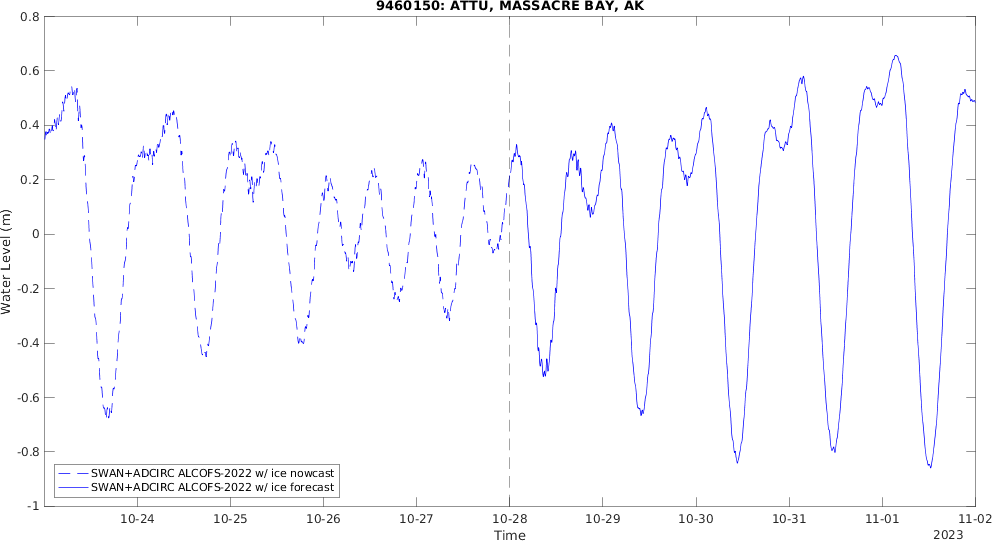 9460150: ATTU, MASSACRE BAY, AK
0.8
0.6
0.4
0.2
0
-0.2
-0.4
-0.6
-0.8
-1
Water Level (m)
SWAN+ADCIRC ALCOFS-2022 w/ ice nowcast
SWAN+ADCIRC ALCOFS-2022 w/ ice forecast
10-24 10-25 10-26 10-27 10-28 10-29 10-30 10-31 11-01 11-02
Time
2023